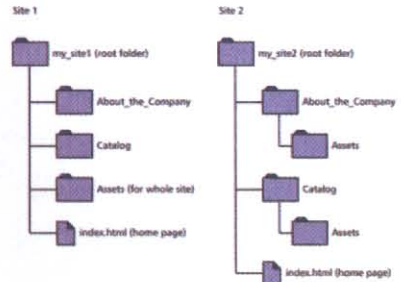 Site 1
my_site1 (root folder)
About_the_Company
Catalog
Assets (for whole site)
index.html (home page)
Site 2
my_site2 (root folder)
About_the_Company
Assets
Catalog
Assets
index.html (home page)